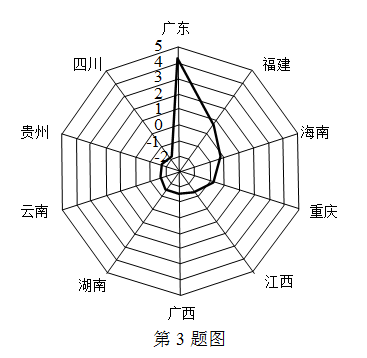 广东
5
四川 4 福建
3
2
贵州 1 海南
0
-1
-2
云南 重庆
湖南 江西
广西
第 3 题图